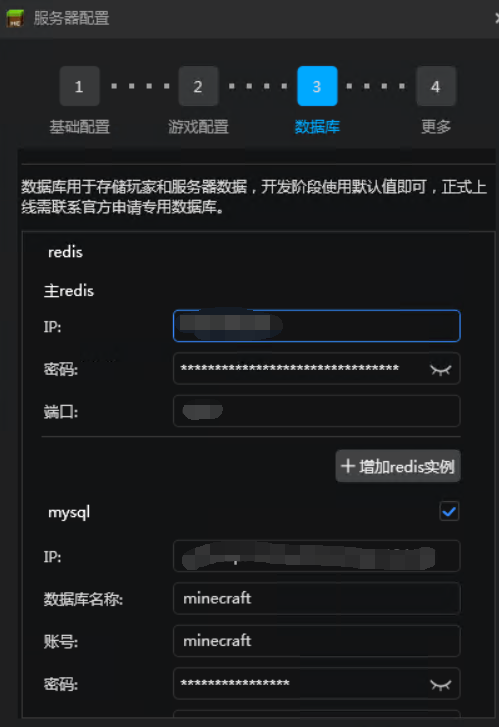 服务器配置
1 2 3 4
基础配置 游戏配置 数据库 更多
数据库用于存储玩家和服务器数据，开发阶段使用默认值即可，正式上
线需联系官方申请专用数据库。
redis
主redis
IP:
密码: ********************************
端口:
+增加redis实例
mysql
IP:
数据库名称: minecraft
账号: minecraft
密码: ****************